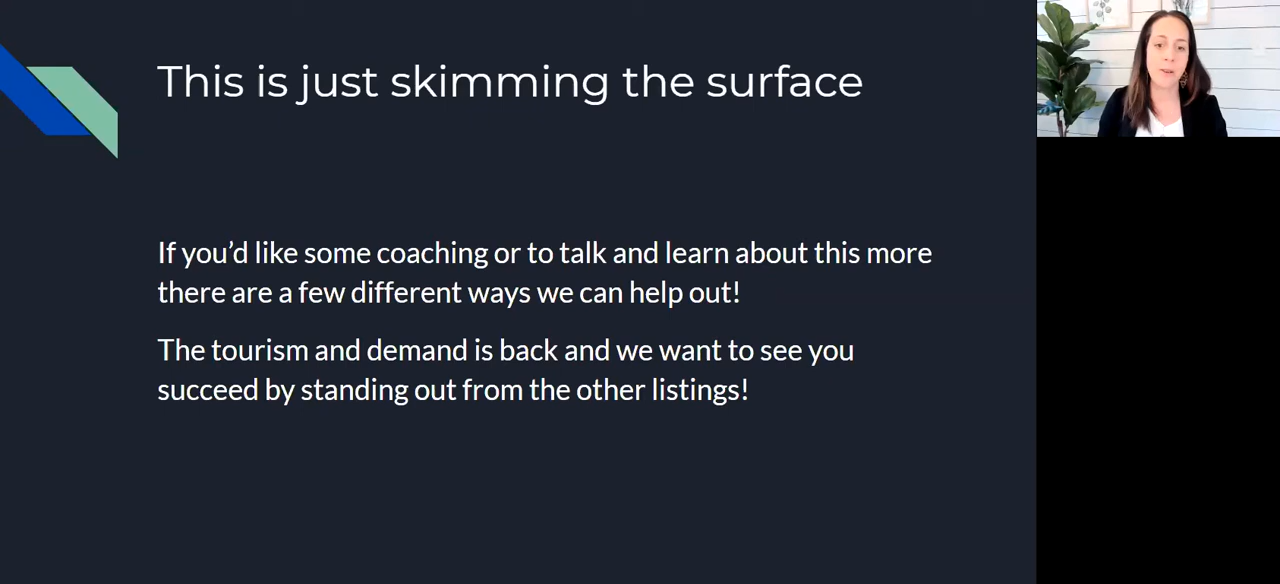 This is just skimming the surface
If you’d like some coaching or to talk and learn about this more
there are a few different ways we can help out!
The tourism and demand is back and we want to see you
succeed by standing out from the other listings!